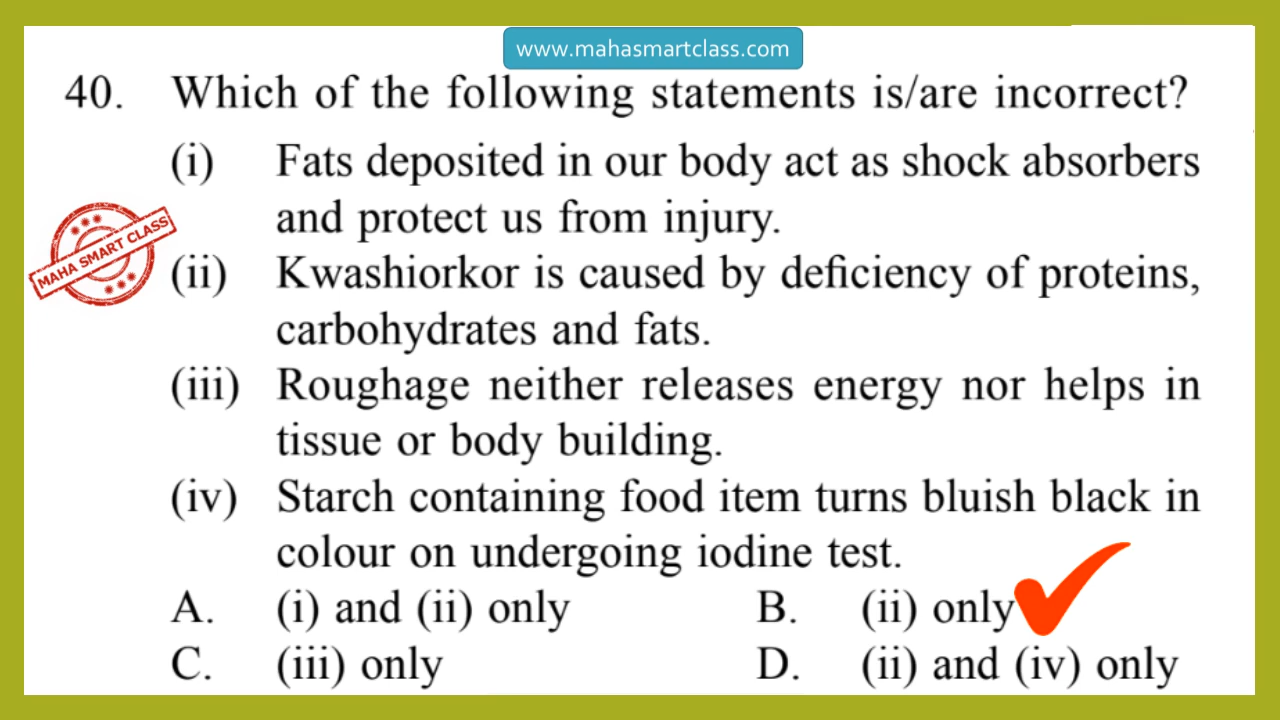 www.mahasmartclass.com
40. Which of the following statements is/are incorrect?
(i) Fats deposited in our body act as shock absorbers
and protect us from injury.
MAHA SMART CLASS
(ii) Kwashiorkor is caused by deficiency of proteins,
carbohydrates and fats.
(iii) Roughage neither releases energy nor helps in
tissue or body building.
(iv) Starch containing food item turns bluish black in
colour on undergoing iodine test.
A. (i) and (ii) only B. (ii) only
C. (iii) only D. (ii) and (iv) only